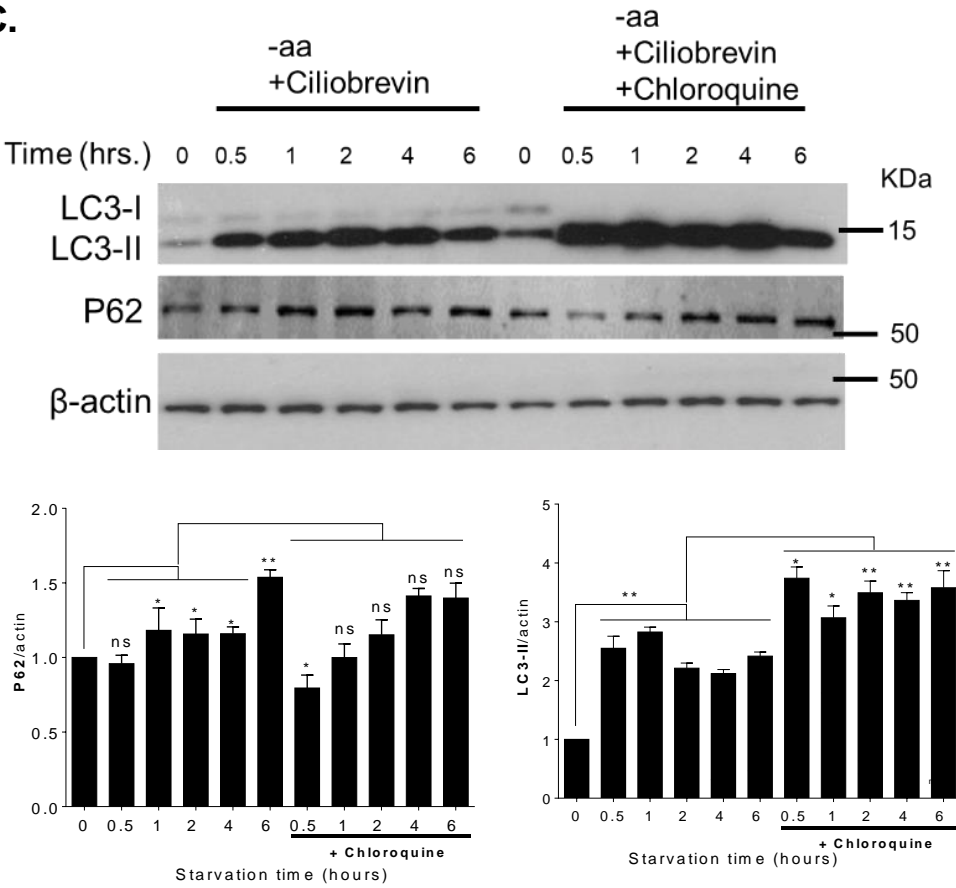 c.
-aa
+Ciliobrevin
-aa
+Ciliobrevin
+Chloroquine
Time (hrs.) 0 0.5 1 2 4 6 0 0.5 1 2 4 6
KDa
LC3-I
LC3-II
15
P62
50
β-actin
50
2.0
1.5
1.0
0.5
0.0
P62/actin
ns * * * ** * ns ns ns ns
0 0.5 1 2 4 6 0.5 1 2 4 6
+ Chloroquine
Starvation time (hours)
5
4
3
2
1
0
LC3-II/actin
** * * ** ** **
0 0.5 1 2 4 6 0.5 1 2 4 6
+ Chloroquine
Starvation time (hours)